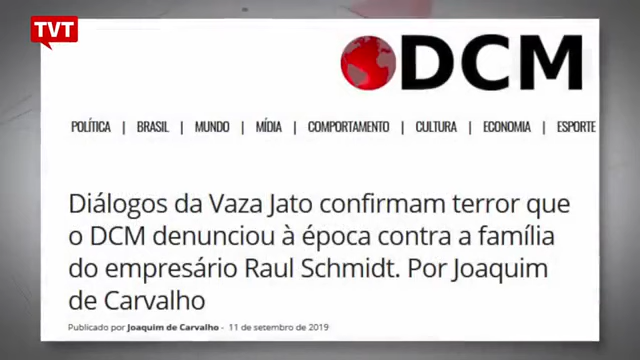 TVT
DCM
POLÍTICA | BRASIL | MUNDO | MÍDIA | COMPORTAMENTO | CULTURA | ECONOMIA | ESPORTE
Diálogos da Vaza Jato confirmam terror que
o DCM denunciou à época contra a família
do empresário Raul Schmidt. Por Joaquim
de Carvalho
Publicado por Joaquim de Carvalho - 11 de setembro de 2019